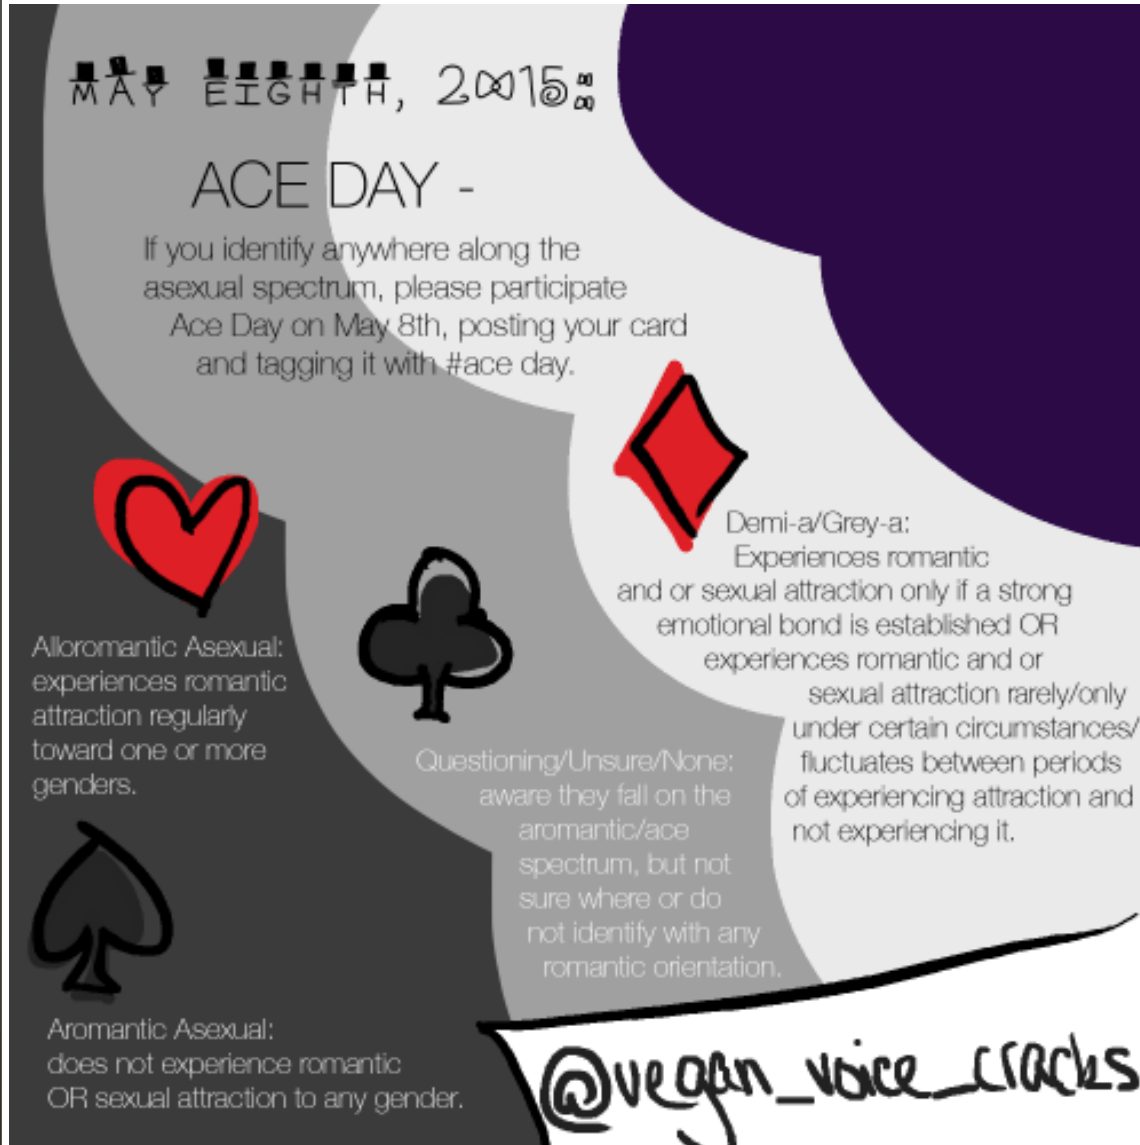 MAY EIGHTH, 2015:
ACE DAY -
If you identify anywhere along the
asexual spectrum, please participate
Ace Day on May 8th, posting your card
and tagging it with #ace day.
Demi-a/Grey-a:
Experiences romantic
and or sexual attraction only if a strong
emotional bond is established OR
experiences romantic and or
sexual attraction rarely/only
under certain circumstances/
fluctuates between periods
of experiencing attraction and
not experiencing it.
Alloromantic Asexual:
experiences romantic
attraction regularly
toward one or more
genders.
Questioning/Unsure/None:
aware they fall on the
aromantic/ace
spectrum, but not
sure where or do
not identify with any
romantic orientation.
Aromantic Asexual:
does not experience romantic
OR sexual attraction to any gender.
@vegan_voice_cracks